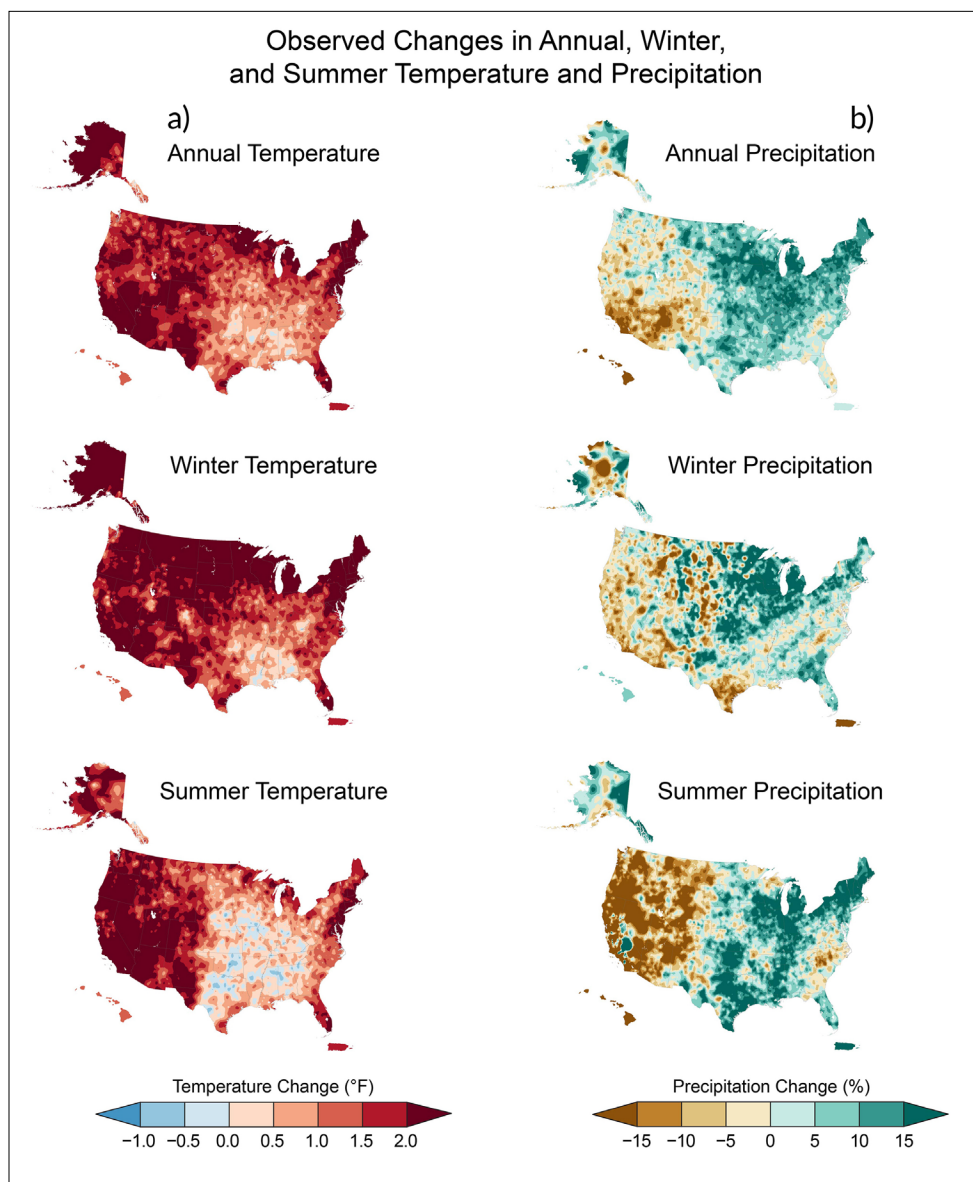 Observed Changes in Annual, Winter,
and Summer Temperature and Precipitation
a)
Annual Temperature
b)
Annual Precipitation
Winter Temperature
Winter Precipitation
Summer Temperature
Summer Precipitation
Temperature Change (°F)
−1.0 −0.5 0.0 0.5 1.0 1.5 2.0
Precipitation Change (%)
−15 −10 −5 0 5 10 15